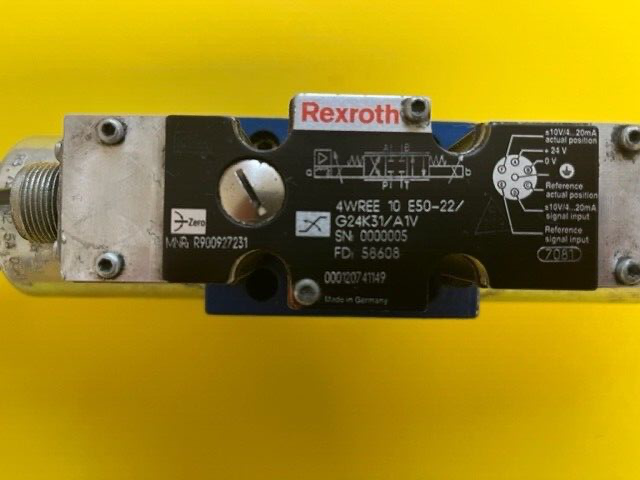 Rexroth
A B
a b
P T
Zero
MNR: R900927231
4WREE 10 E50-22/
G24K31/A1V
SN: 0000005
FD: 58608
000120741149
Made in Germany
±10V/4...20mA
actual position
+ 24 V
0 V
Reference
actual position
±10V/4...20mA
signal input
Reference
signal input
7081